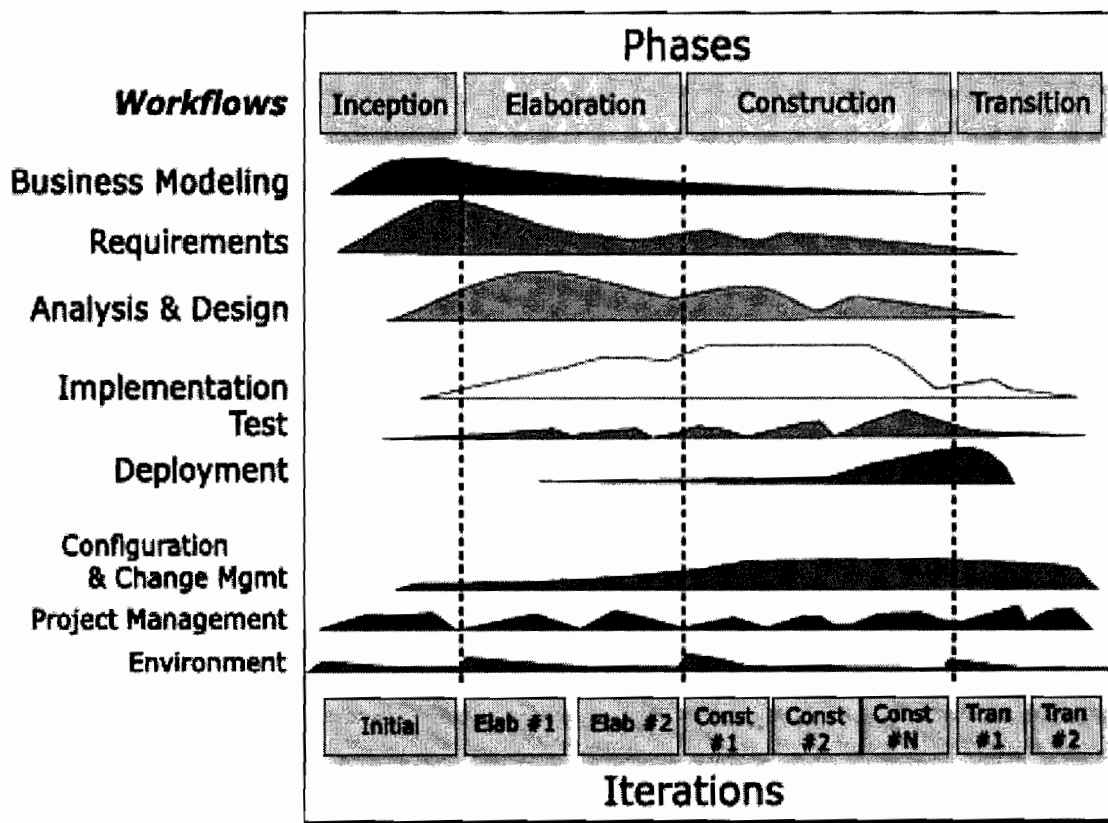 Phases
Workflows
Inception
Elaboration
Construction
Transition
Business Modeling
Requirements
Analysis & Design
Implementation
Test
Deployment
Configuration
& Change Mgmt
Project Management
Environment
Initial
Elab #1
Elab #2
Const
#1
Const
#2
Const
#N
Tran
#1
Tran
#2
Iterations